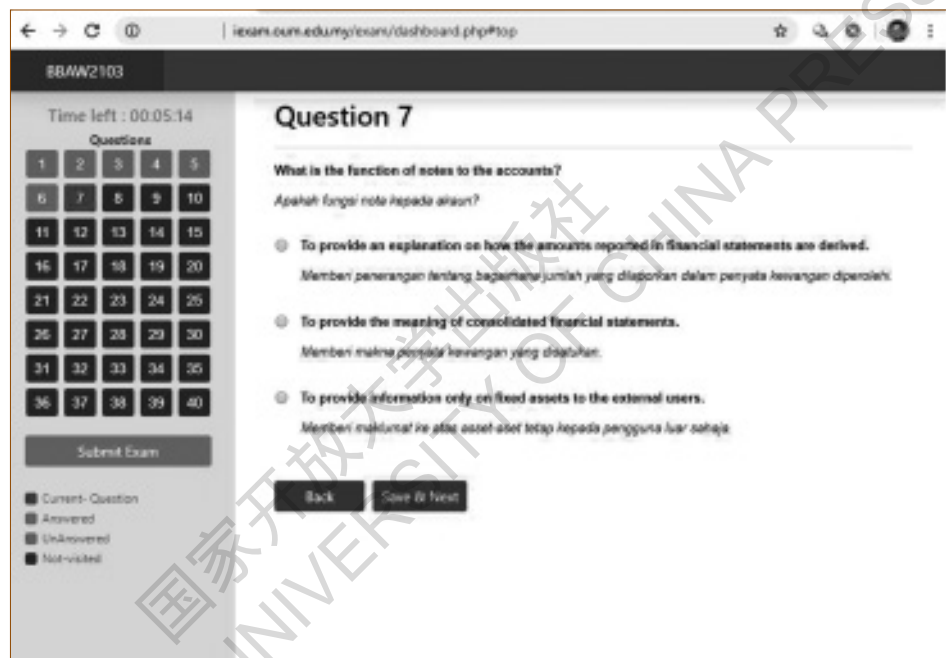 iexam.oum.edu.my/exam/dashboard.php#top
BBAW2103
Time left : 00:05:14
Questions
1 2 3 4 5
6 7 8 9 10
11 12 13 14 15
16 17 18 19 20
21 22 23 24 25
26 27 28 29 30
31 32 33 34 35
36 37 38 39 40
Submit Exam
Current- Question
Answered
UnAnswered
Not-visited
Question 7
What is the function of notes to the accounts?
Apakah fungsi nota kepada akaun?
To provide an explanation on how the amounts reported in financial statements are derived.
Memberi penerangan tentang bagaimana jumlah yang dilaporkan dalam penyata kewangan diperolehi.
To provide the meaning of consolidated financial statements.
Memberi makna penyata kewangan yang disatukan.
To provide information only on fixed assets to the external users.
Memberi maklumat ke atas asset-aset tetap kepada pengguna luar sahaja.
Back Save & Next
国家开放大学出版社
UNIVERSITY OF CHINA PRESS